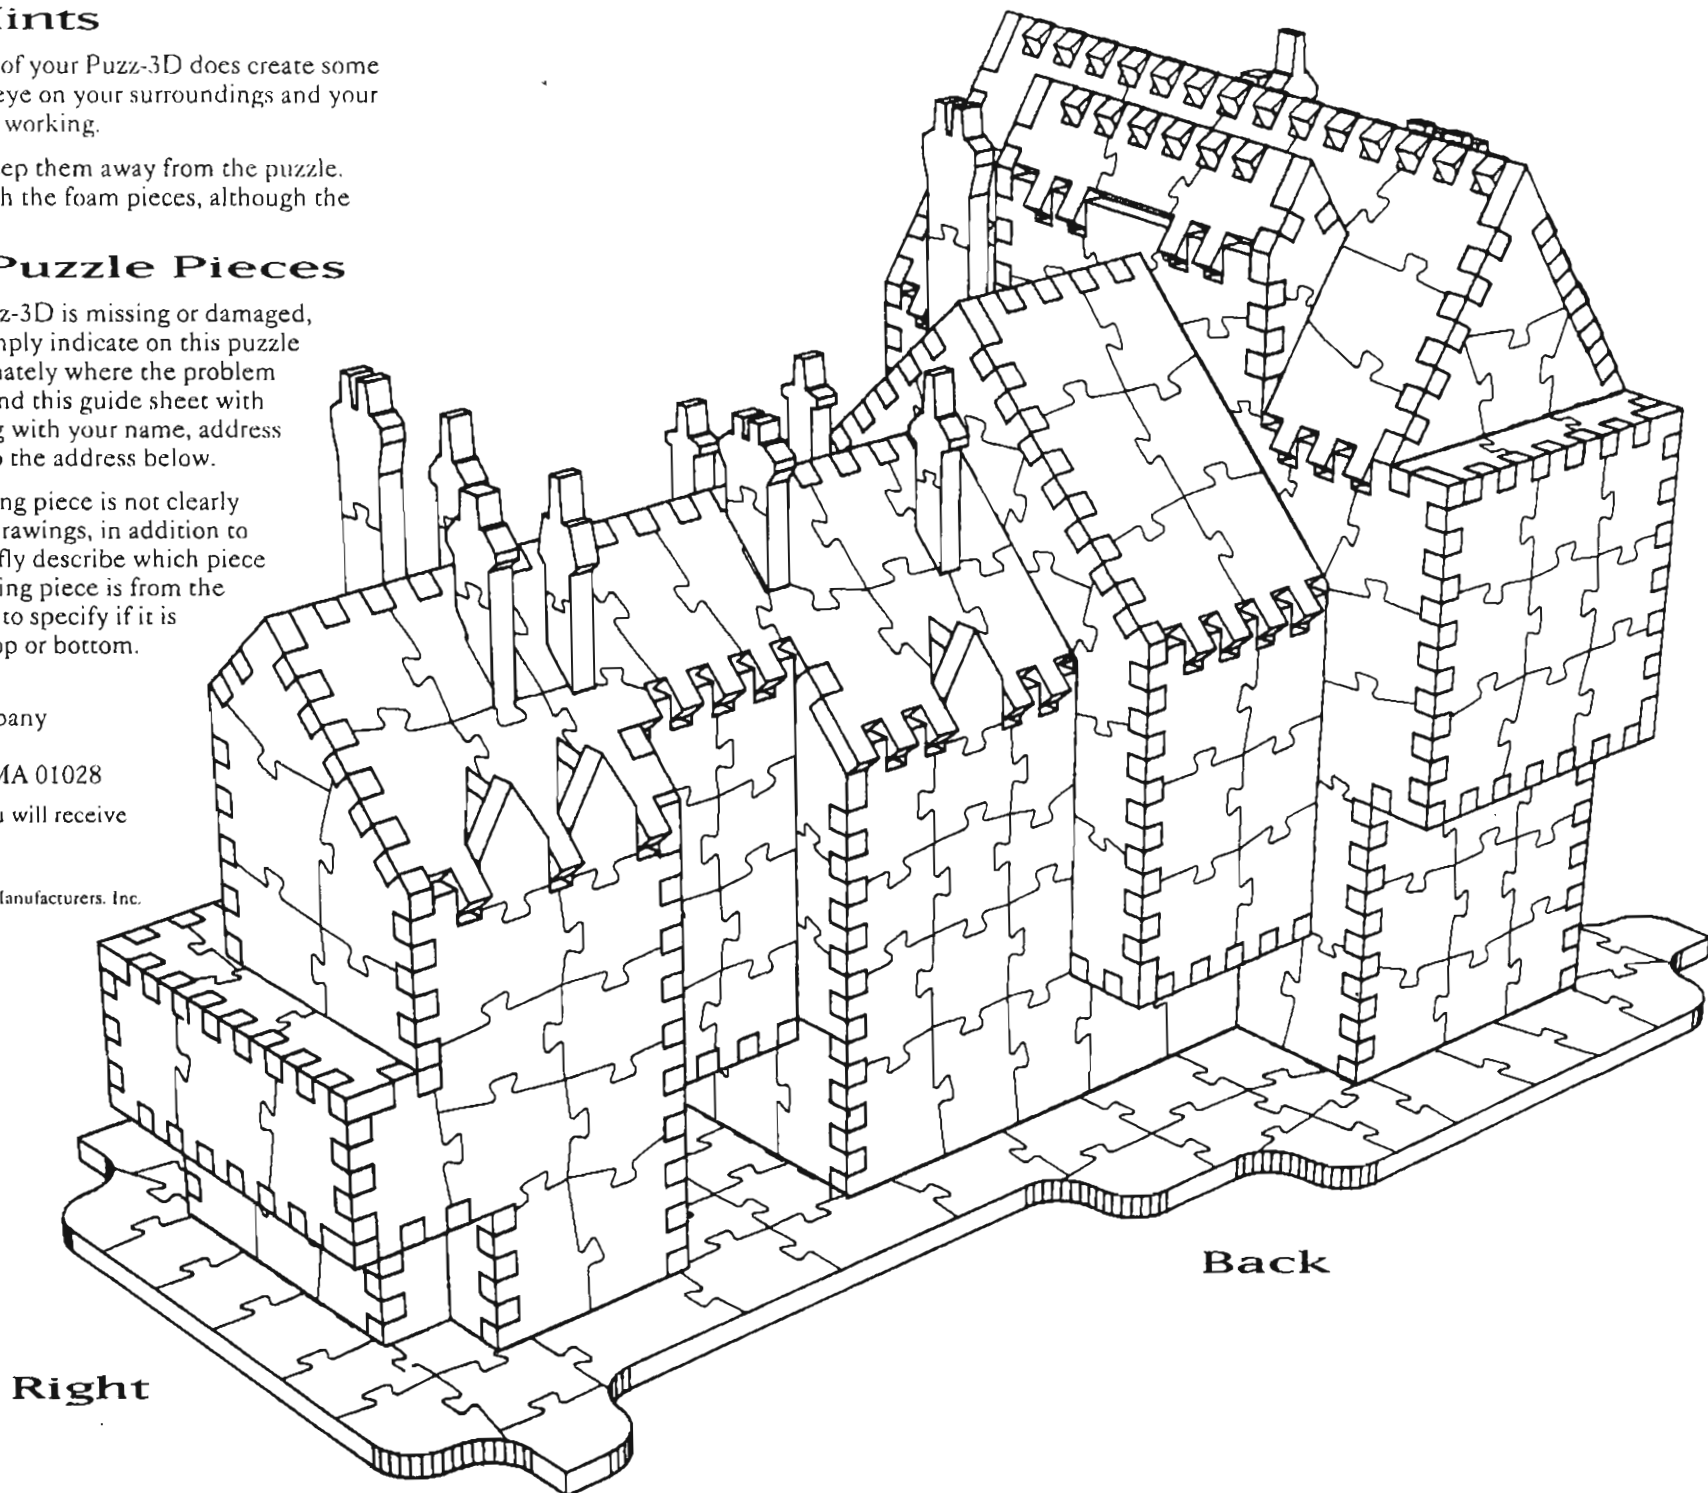 ints
of your Puzz-3D does create some
eye on your surroundings and your
working.
ep them away from the puzzle.
h the foam pieces, although the
Puzzle Pieces
z-3D is missing or damaged,
mply indicate on this puzzle
nately where the problem
nd this guide sheet with
g with your name, address
o the address below.
ng piece is not clearly
rawings, in addition to
fly describe which piece
ing piece is from the
to specify if it is
op or bottom.
pany
MA 01028
u will receive
Manufacturers. Inc.
Back
Right